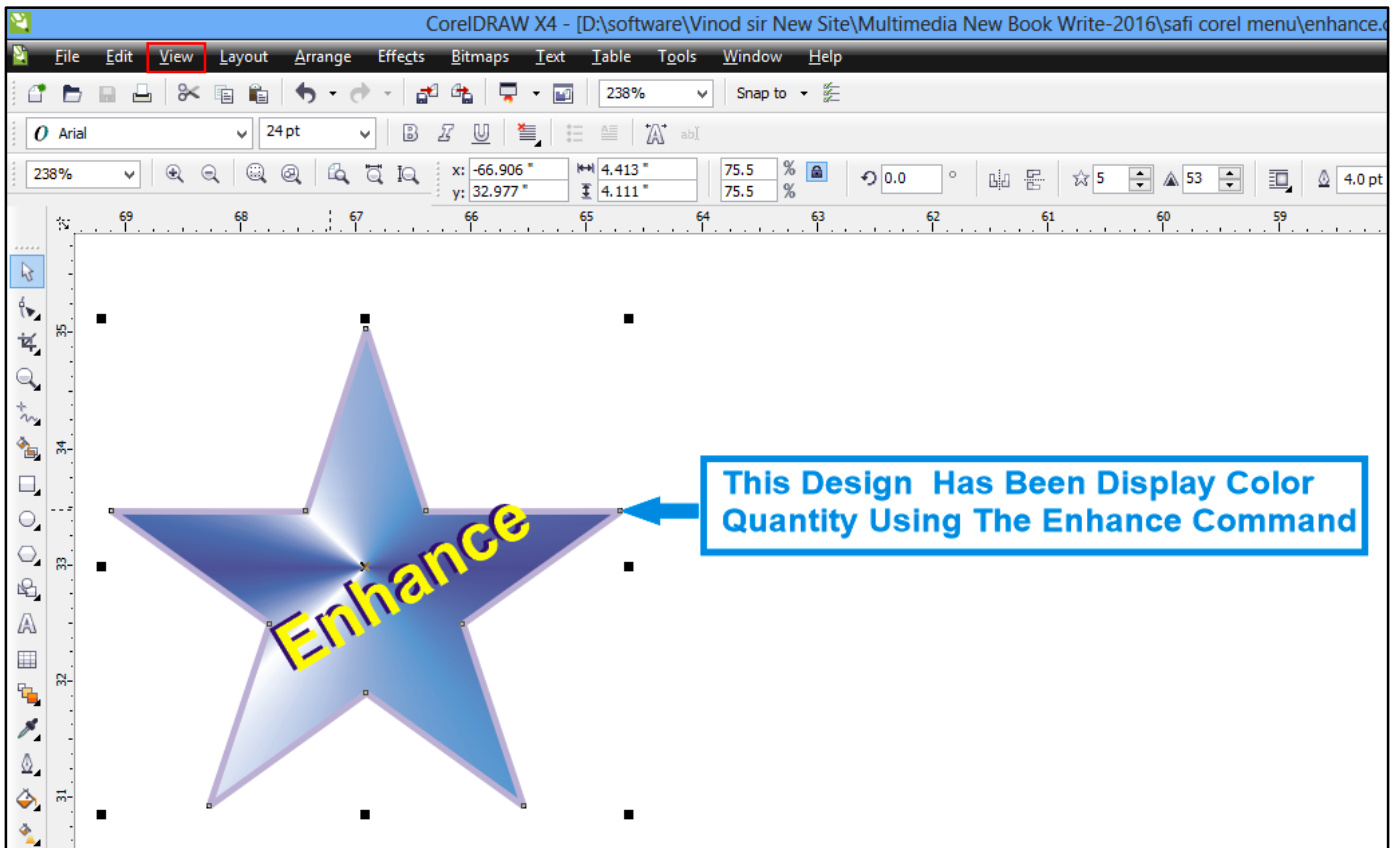 CorelDRAW X4 - [D:\software\Vinod sir New Site\Multimedia New Book Write-2016\safi corel menu\enhance.c
File Edit View Layout Arrange Effects Bitmaps Text Table Tools Window Help
238% Snap to
O Arial 24 pt B I U A abI
238% x: -66.906 " 4.413 " 75.5 % 0.0 ° 5 53 4.0 pt
y: 32.977 " 4.111 " 75.5 %
69 68 67 66 65 64 63 62 61 60 59
35
34
This Design Has Been Display Color
Quantity Using The Enhance Command
33
Enhance
32
31